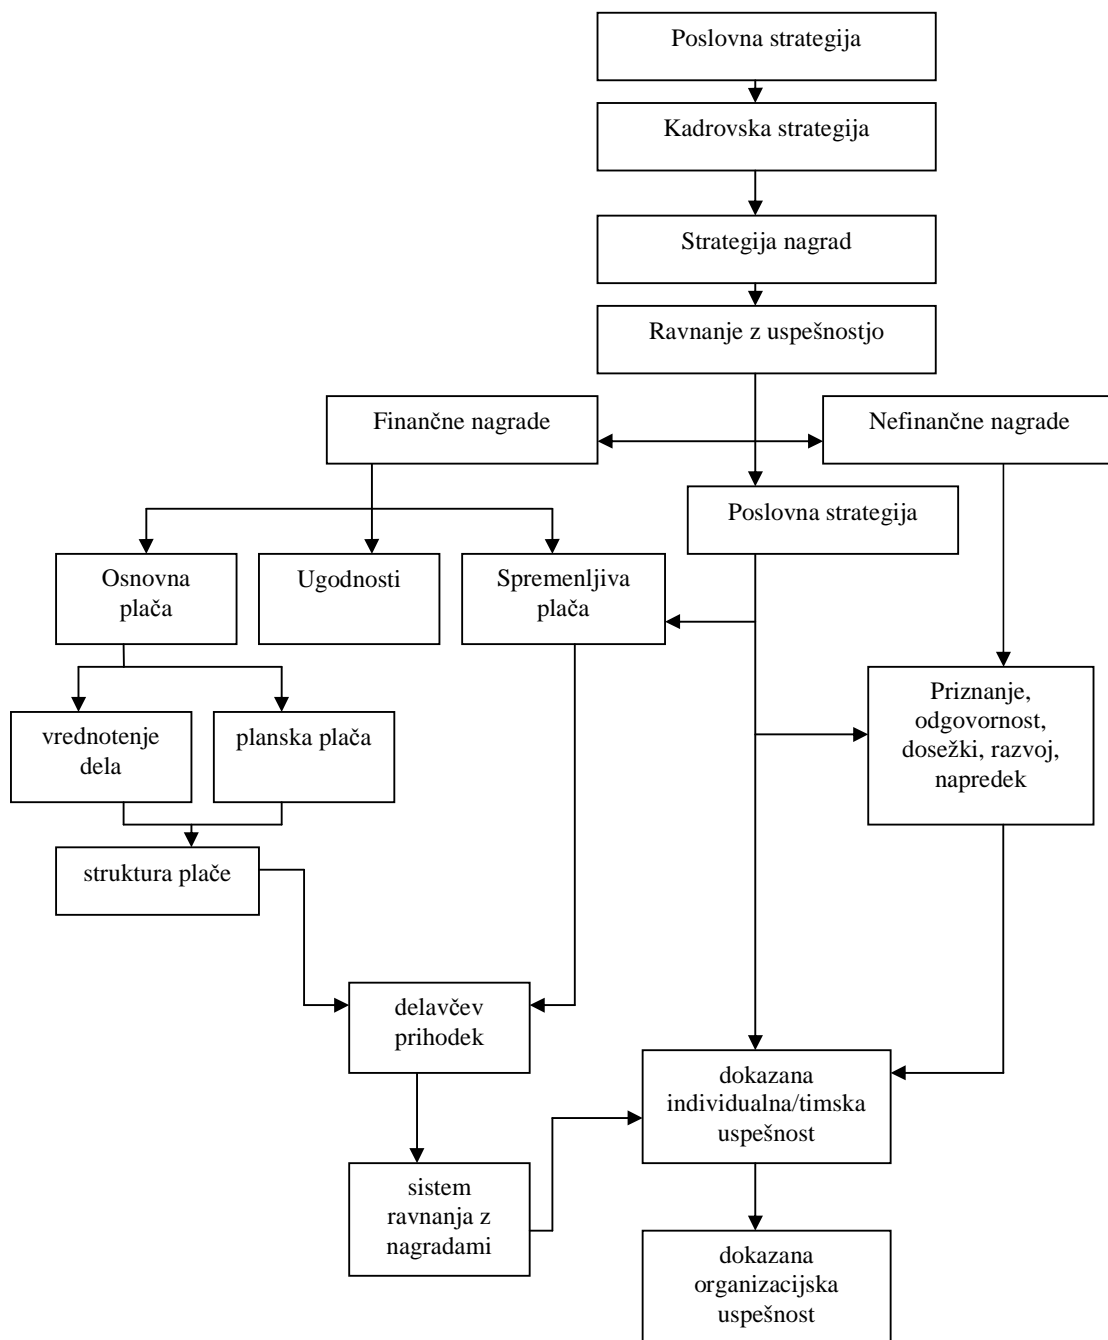 Poslovna strategija
Kadrovska strategija
Strategija nagrad
Ravnanje z uspešnostjo
Finančne nagrade
Nefinančne nagrade
Poslovna strategija
Osnovna
plača
Ugodnosti
Spremenljiva
plača
Priznanje,
odgovornost,
dosežki, razvoj,
napredek
vrednotenje
dela
planska plača
struktura plače
delavčev
prihodek
dokazana
individualna/timska
uspešnost
sistem
ravnanja z
nagradami
dokazana
organizacijska
uspešnost